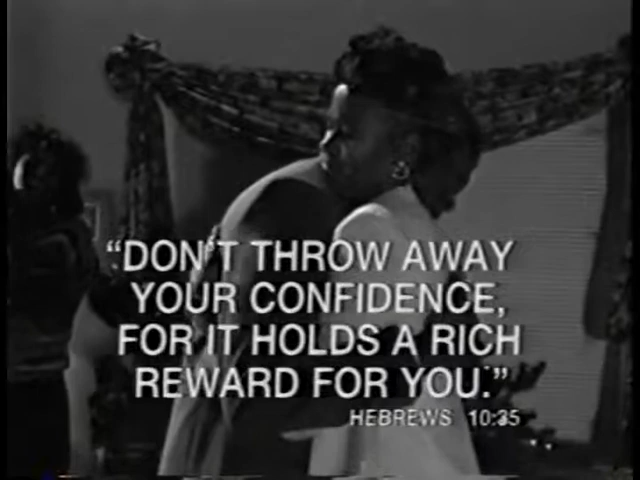 “DON'T THROW AWAY
YOUR CONFIDENCE,
FOR IT HOLDS A RICH
REWARD FOR YOU.”
HEBREWS 10:35